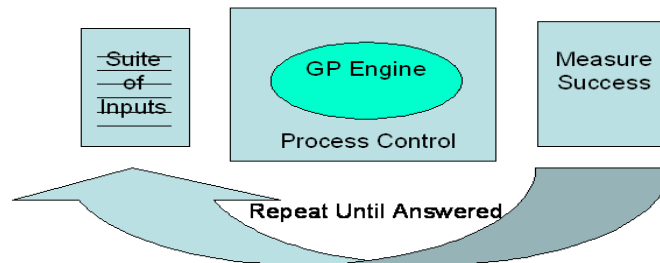 Suite
of
Inputs
GP Engine
Process Control
Measure
Success
Repeat Until Answered